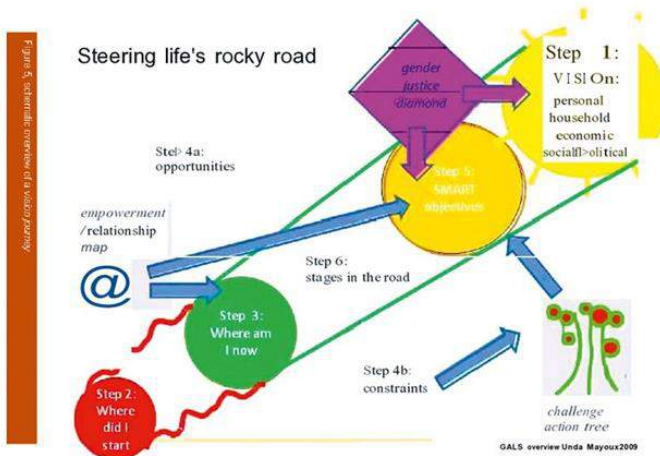 Figure 5, schematic overview of a vision journey
Steering life's rocky road
gender
justice
diamond
Step 1:
VISIOn:
personal
household
economic
socialfl>olitical
Stel> 4a:
opportunities
Step 5:
SMART
objectives
empowerment
/relationship
map
@
Step 6:
stages in the road
Step 3:
Where am
I now
Step 4b:
constraints
Step 2:
Where
did I
start
challenge
action tree
GALS overview Unda Mayoux2009